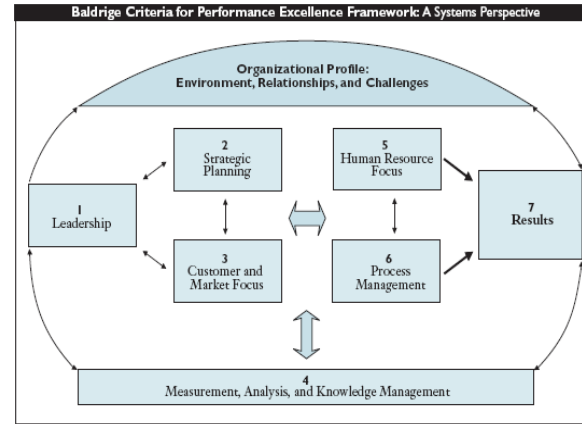 Baldrige Criteria for Performance Excellence Framework: A Systems Perspective
Organizational Profile:
Environment, Relationships, and Challenges
1
Leadership
2
Strategic
Planning
3
Customer and
Market Focus
5
Human Resource
Focus
6
Process
Management
7
Results
4
Measurement, Analysis, and Knowledge Management